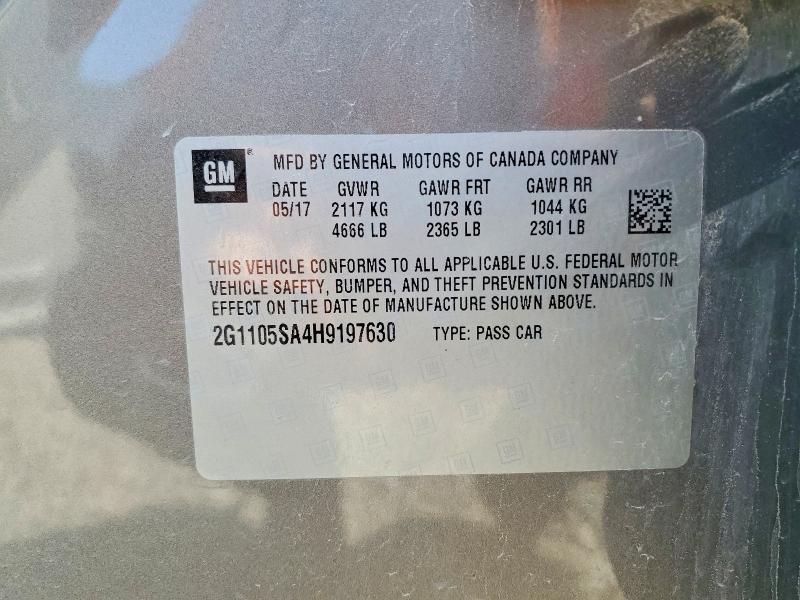 GM ® MFD BY GENERAL MOTORS OF CANADA COMPANY
DATE GVWR GAWR FRT GAWR RR
05/17 2117 KG 1073 KG 1044 KG
4666 LB 2365 LB 2301 LB
THIS VEHICLE CONFORMS TO ALL APPLICABLE U.S. FEDERAL MOTOR
VEHICLE SAFETY, BUMPER, AND THEFT PREVENTION STANDARDS IN
EFFECT ON THE DATE OF MANUFACTURE SHOWN ABOVE.
2G1105SA4H9197630 TYPE: PASS CAR